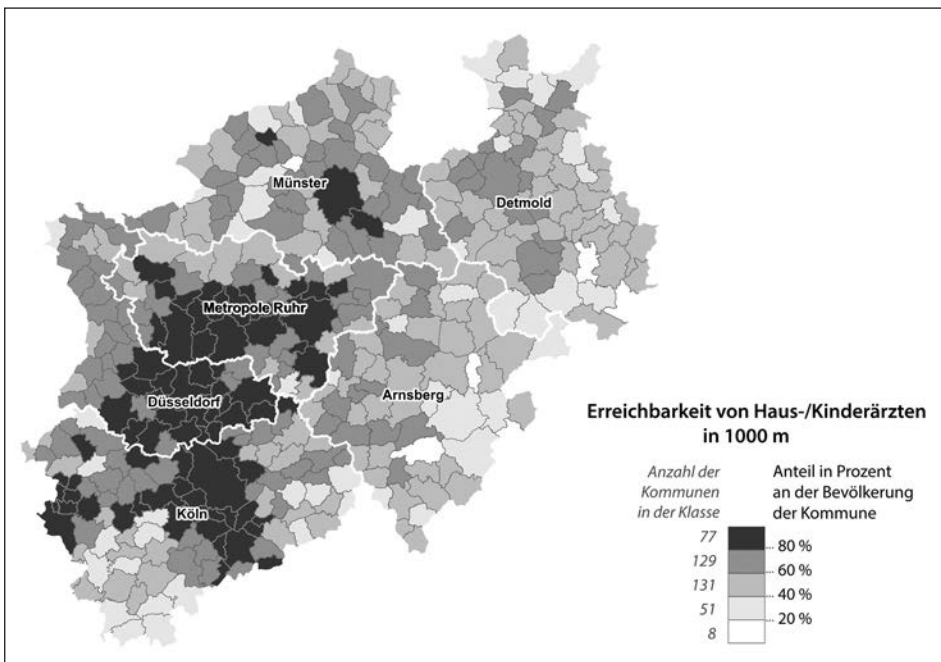 Münster
Detmold
Metropole Ruhr
Düsseldorf
Arnsberg
Köln
Erreichbarkeit von Haus-/Kinderärzten
in 1000 m
Anzahl der
Kommunen
in der Klasse
Anteil in Prozent
an der Bevölkerung
der Kommune
77
80 %
129
60 %
131
40 %
51
20 %
8